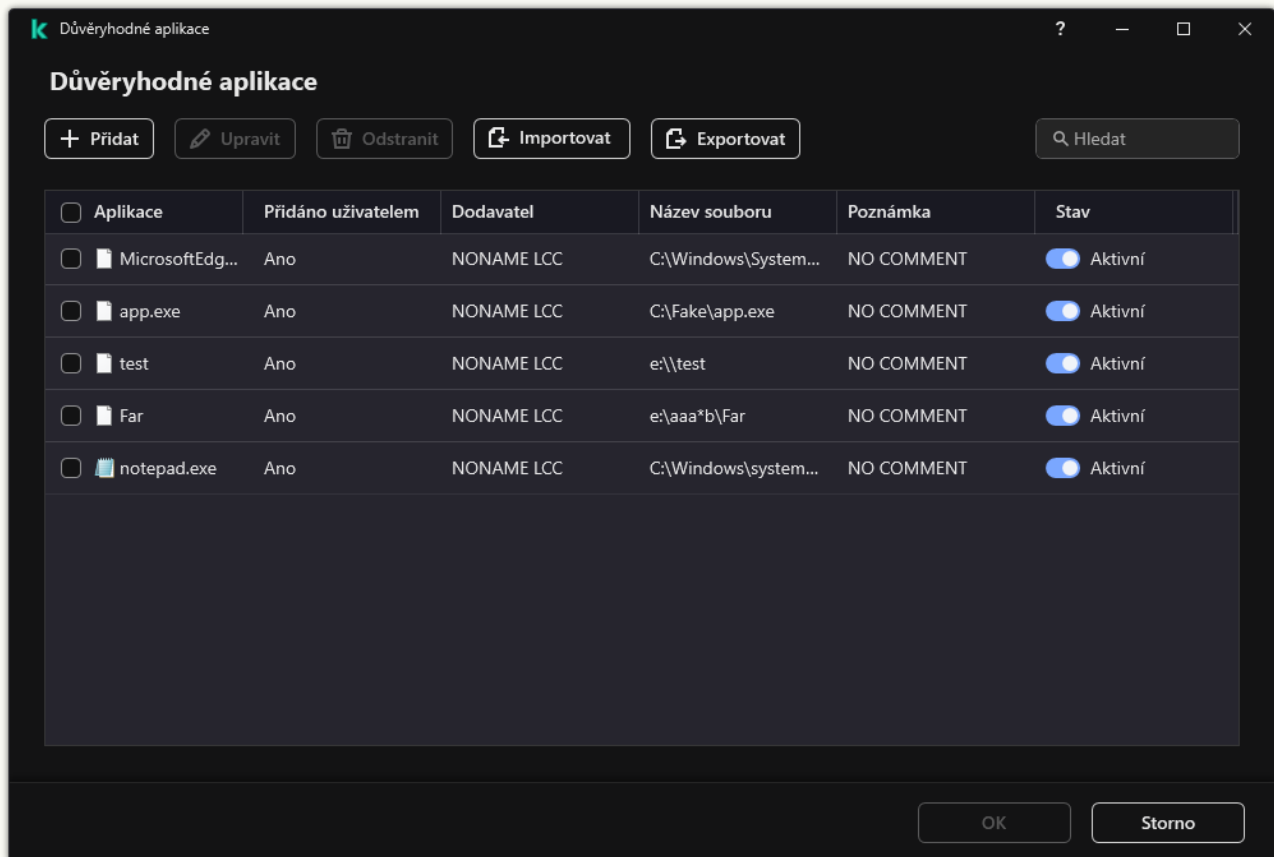 Důvěryhodné aplikace
Důvěryhodné aplikace
Přidat Upravit Odstranit Importovat Exportovat Hledat
Aplikace Přidáno uživatelem Dodavatel Název souboru Poznámka Stav
MicrosoftEdg... Ano NONAME LCC C:\Windows\System... NO COMMENT Aktivní
app.exe Ano NONAME LCC C:\Fake\app.exe NO COMMENT Aktivní
test Ano NONAME LCC e:\\test NO COMMENT Aktivní
Far Ano NONAME LCC e:\aaa*b\Far NO COMMENT Aktivní
notepad.exe Ano NONAME LCC C:\Windows\system... NO COMMENT Aktivní
OK Storno